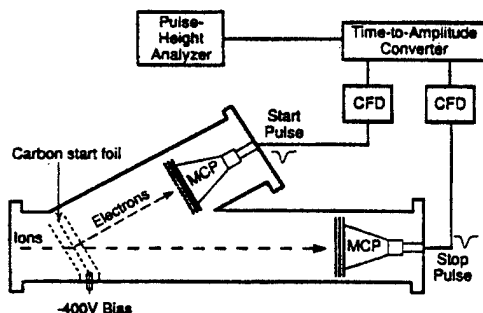 Pulse-
Height
Analyzer
Time-to-Amplitude
Converter
CFD
CFD
Start
Pulse
Carbon start foil
MCP
Electrons
Ions
MCP
Stop
Pulse
-400V Bias